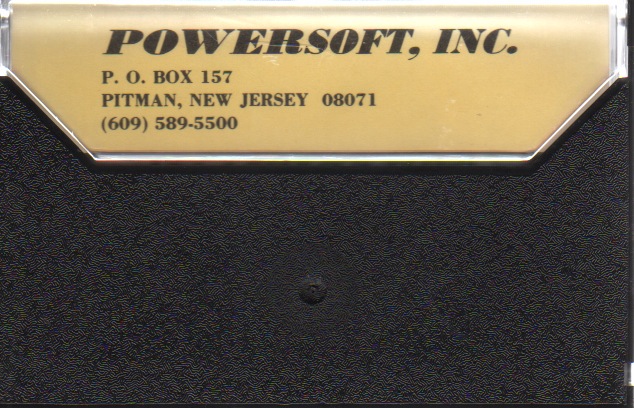 POWERSOFT, INC.
P. O. BOX 157
PITMAN, NEW JERSEY 08071
(609) 589-5500